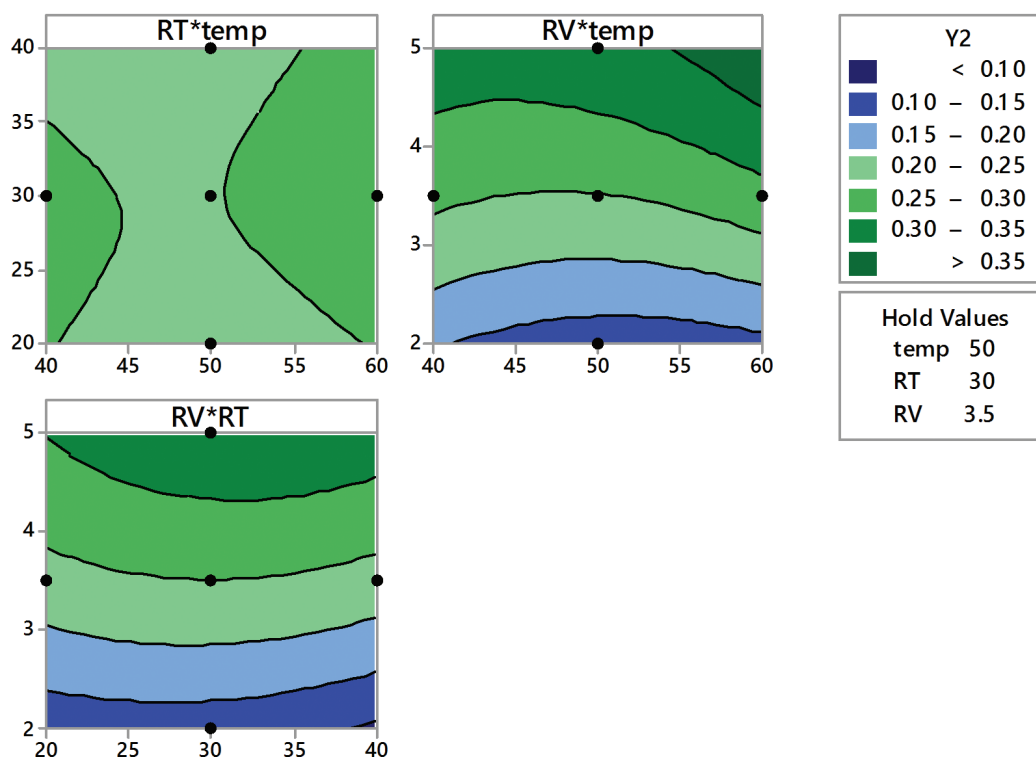 RT*temp
40
35
30
25
20
40 45 50 55 60
RV*temp
5
4
3
2
40 45 50 55 60
Y2
< 0.10
0.10 – 0.15
0.15 – 0.20
0.20 – 0.25
0.25 – 0.30
0.30 – 0.35
> 0.35
Hold Values
temp 50
RT 30
RV 3.5
RV*RT
5
4
3
2
20 25 30 35 40